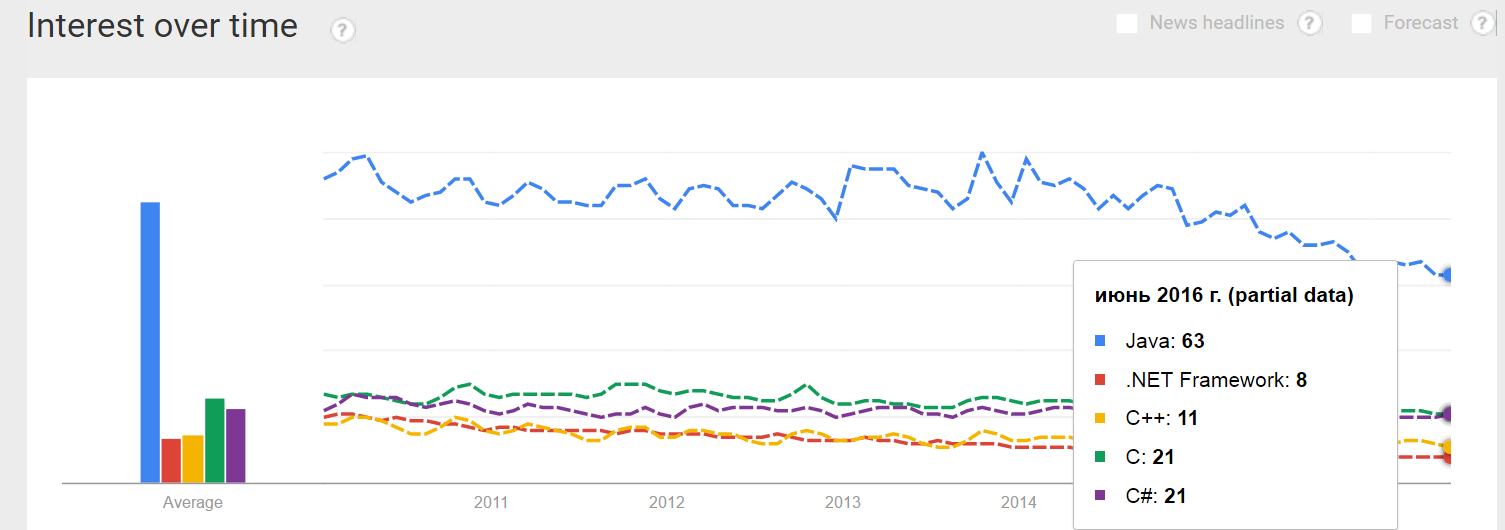 Interest over time ?
News headlines ? Forecast ?
июнь 2016 г. (partial data)
Java: 63
.NET Framework: 8
C++: 11
C: 21
C#: 21
Average 2011 2012 2013 2014